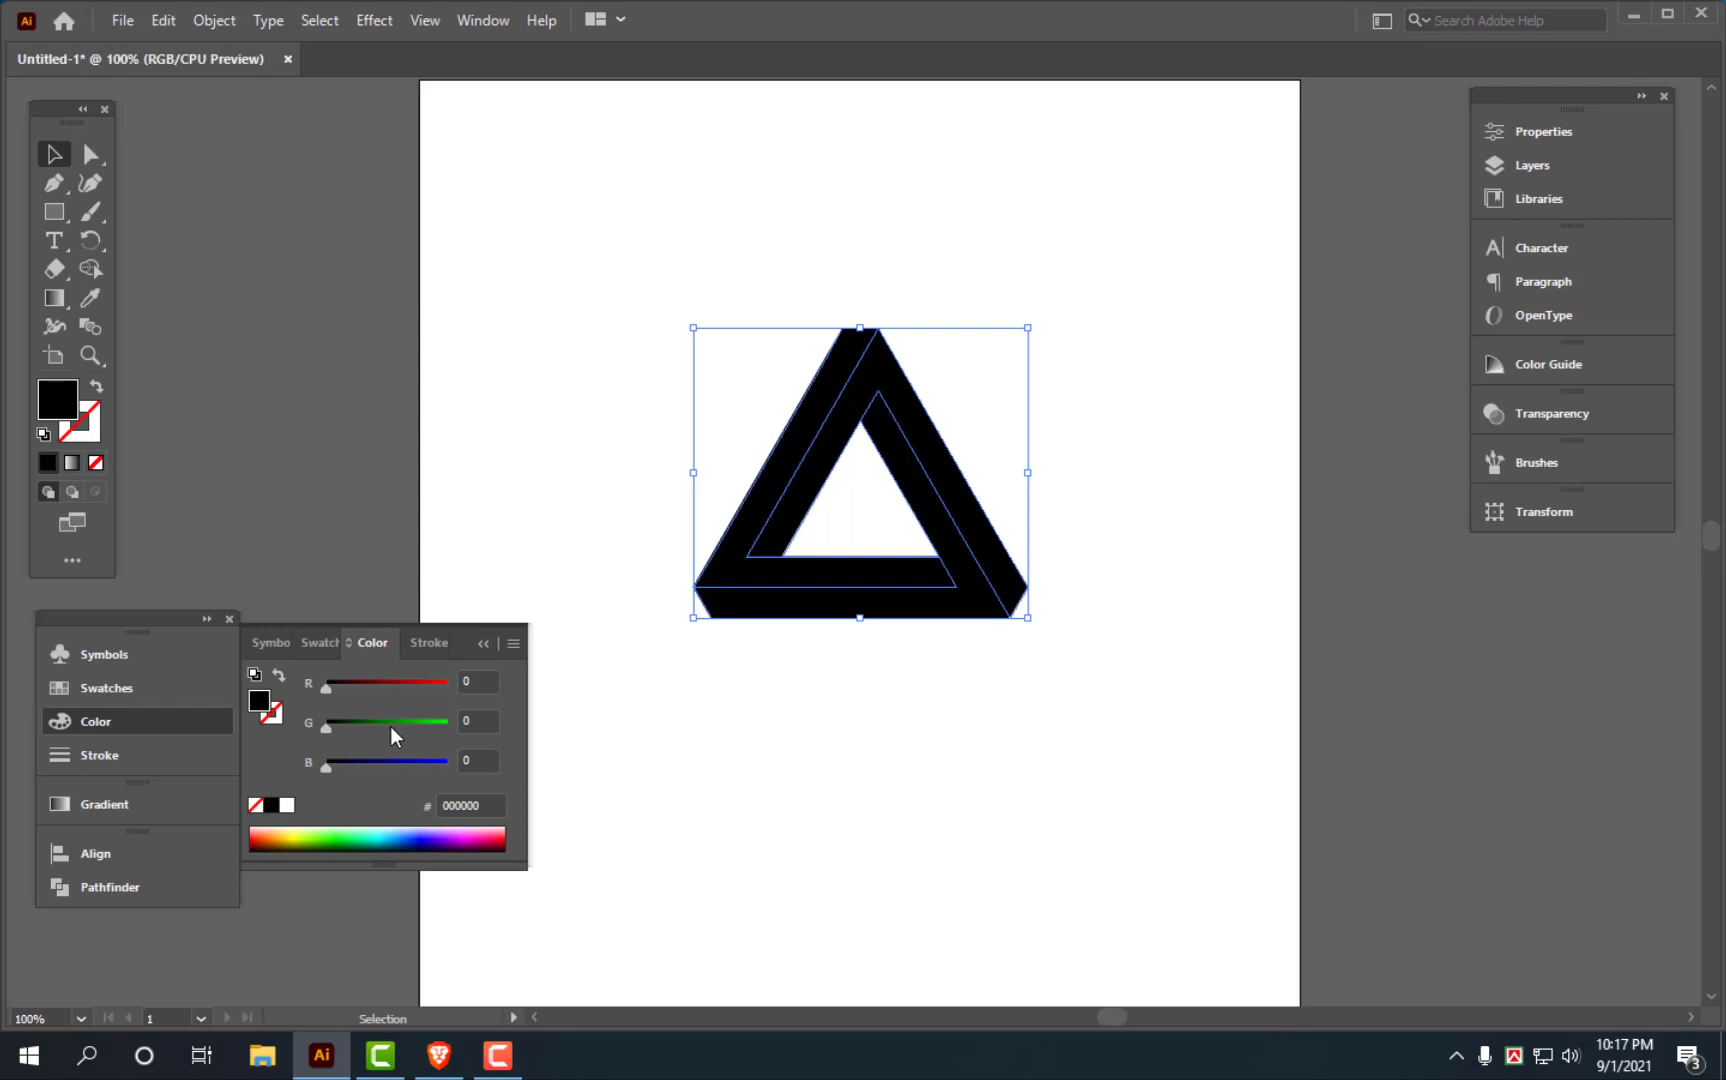 Ai File Edit Object Type Select Effect View Window Help Search Adobe Help
Untitled-1* @ 100% (RGB/CPU Preview)
Properties
Layers
Libraries
Character
Paragraph
OpenType
Color Guide
Transparency
Brushes
Transform
Symbols
Swatches
Color
Stroke
Gradient
Align
Pathfinder
Symbo Swatch Color Stroke
R 0
G 0
B 0
# 000000
100% 1 Selection
Ai
10:17 PM
9/1/2021
3